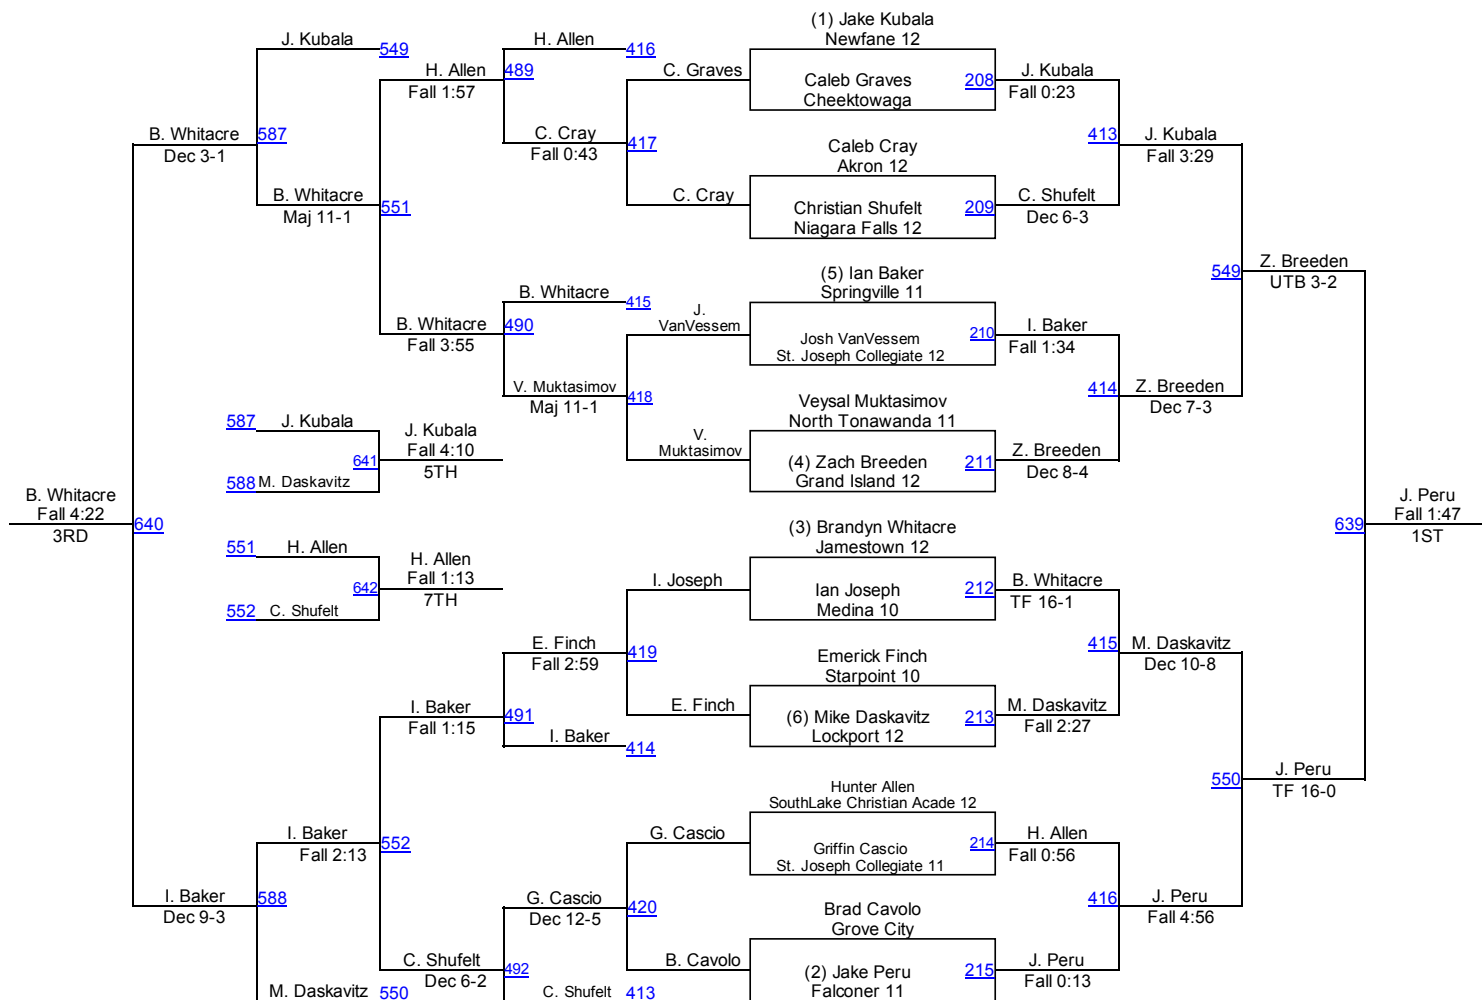 (1) Jake Kubala
Newfane 12
J. Kubala
549
H. Allen
416
H. Allen
489
Fall 1:57
C. Graves
Caleb Graves
Cheektowaga
208
J. Kubala
Fall 0:23
B. Whitacre
587
Dec 3-1
C. Cray
Fall 0:43
417
Caleb Cray
Akron 12
413
J. Kubala
Fall 3:29
B. Whitacre
Maj 11-1
551
C. Cray
Christian Shufelt
Niagara Falls 12
209
C. Shufelt
Dec 6-3
(5) Ian Baker
Springville 11
549
Z. Breeden
UTB 3-2
B. Whitacre
415
B. Whitacre
490
Fall 3:55
J.
VanVessem
Josh VanVessem
St. Joseph Collegiate 12
210
I. Baker
Fall 1:34
V. Muktasimov
Maj 11-1
418
Veysal Muktasimov
North Tonawanda 11
414
Z. Breeden
Dec 7-3
587
J. Kubala
J. Kubala
Fall 4:10
641
5TH
588
M. Daskavitz
V.
Muktasimov
(4) Zach Breeden
Grand Island 12
211
Z. Breeden
Dec 8-4
B. Whitacre
Fall 4:22
3RD
640
(3) Brandyn Whitacre
Jamestown 12
639
J. Peru
Fall 1:47
1ST
551
H. Allen
H. Allen
Fall 1:13
642
7TH
552
C. Shufelt
I. Joseph
Ian Joseph
Medina 10
212
B. Whitacre
TF 16-1
E. Finch
Fall 2:59
419
Emerick Finch
Starpoint 10
415
M. Daskavitz
Dec 10-8
I. Baker
Fall 1:15
491
E. Finch
(6) Mike Daskavitz
Lockport 12
213
M. Daskavitz
Fall 2:27
I. Baker
414
Hunter Allen
SouthLake Christian Acade 12
550
J. Peru
TF 16-0
I. Baker
Fall 2:13
552
G. Cascio
Griffin Cascio
St. Joseph Collegiate 11
214
H. Allen
Fall 0:56
I. Baker
Dec 9-3
588
G. Cascio
Dec 12-5
420
Brad Cavolo
Grove City
416
J. Peru
Fall 4:56
C. Shufelt
Dec 6-2
492
B. Cavolo
(2) Jake Peru
Falconer 11
215
J. Peru
Fall 0:13
M. Daskavitz
550
C. Shufelt
413